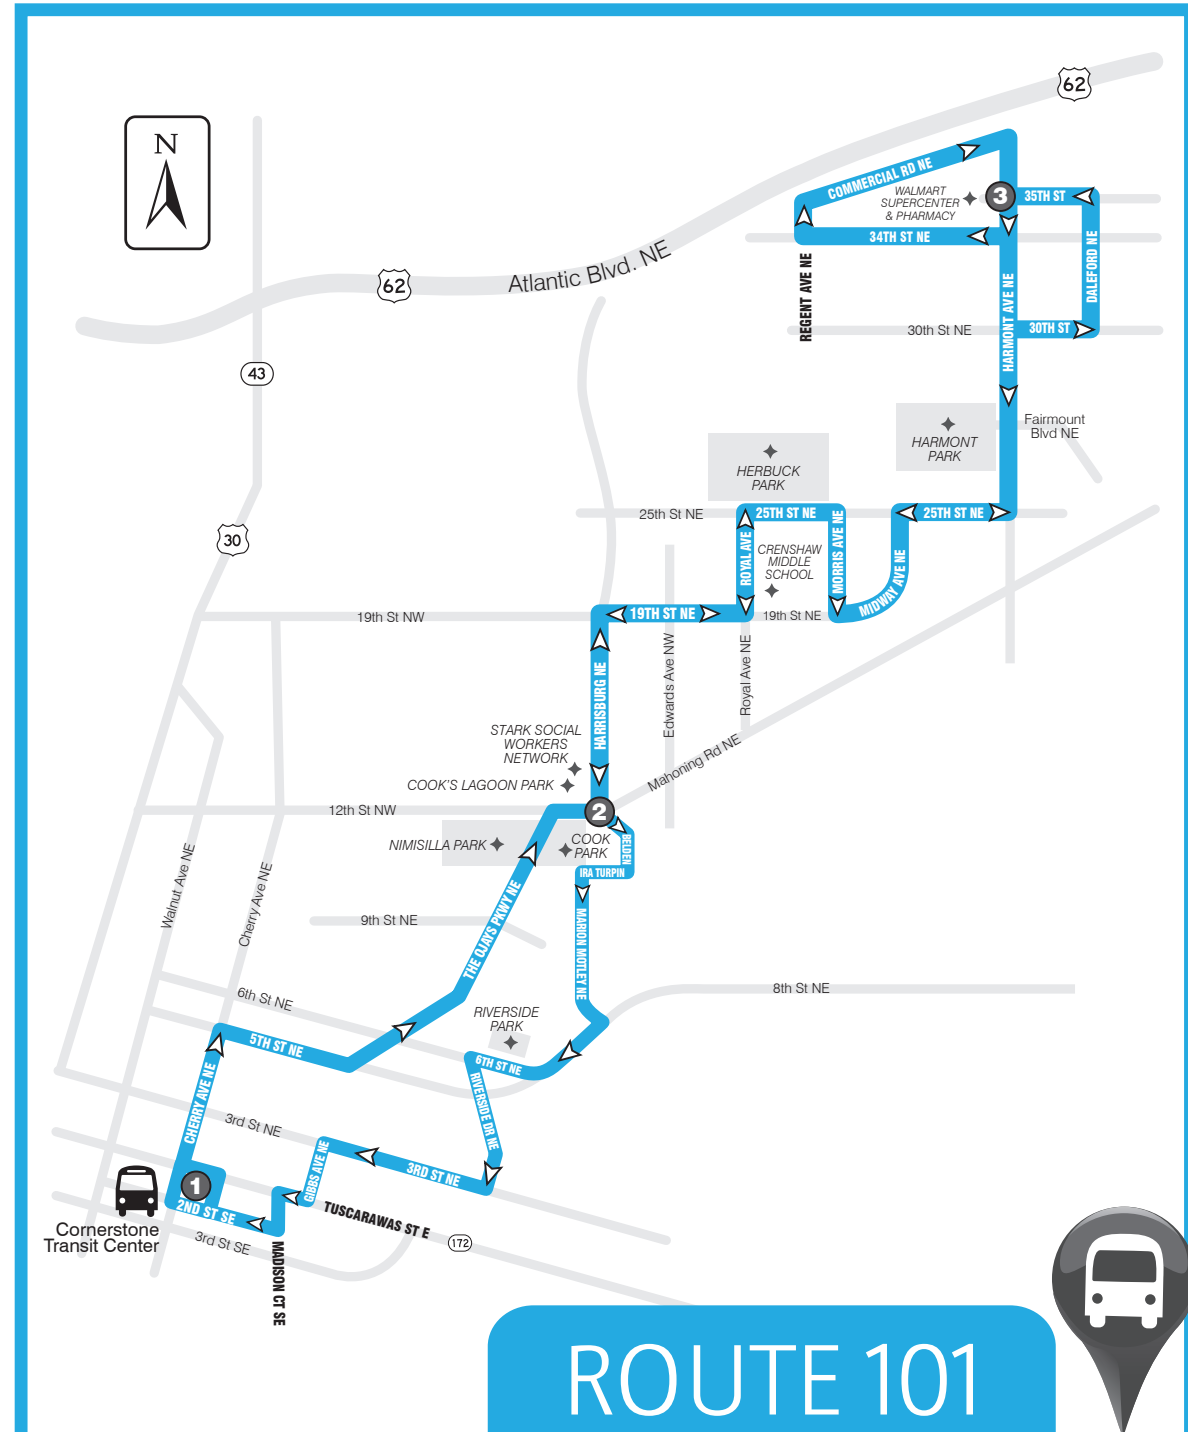 62
N
COMMERCIAL RD NE
WALMART
SUPERCENTER
& PHARMACY
3
35TH ST
34TH ST NE
DALEFORD NE
Atlantic Blvd. NE
62
REGENT AVE NE
HARMONT AVE NE
30th St NE
30TH ST
43
HARMONT
PARK
Fairmount
Blvd NE
HERBUCK
PARK
25th St NE
25TH ST NE
25TH ST NE
30
ROYAL AVE
CRENSHAW
MIDDLE
SCHOOL
MORRIS AVE NE
MIDWAY AVE NE
19th St NW
19TH ST NE
19th St NE
Edwards Ave NW
Royal Ave NE
HARRISBURG NE
STARK SOCIAL
WORKERS
NETWORK
COOK'S LAGOON PARK
Mahoning Rd NE
12th St NW
2
NIMISILLA PARK
COOK
PARK
BELDEN
IRA TURPIN
Walnut Ave NE
Cherry Ave NE
9th St NE
THE OJAYS PKWY NE
MARION MOTLEY NE
6th St NE
8th St NE
RIVERSIDE
PARK
5TH ST NE
6TH ST NE
CHERRY AVE NE
RIVERSIDE DR NE
3rd St NE
GIBBS AVE NE
3RD ST NE
1
2ND ST SE
TUSCARAWAS ST E
172
Cornerstone
Transit Center
3rd St SE
MADISON CT SE
ROUTE 101